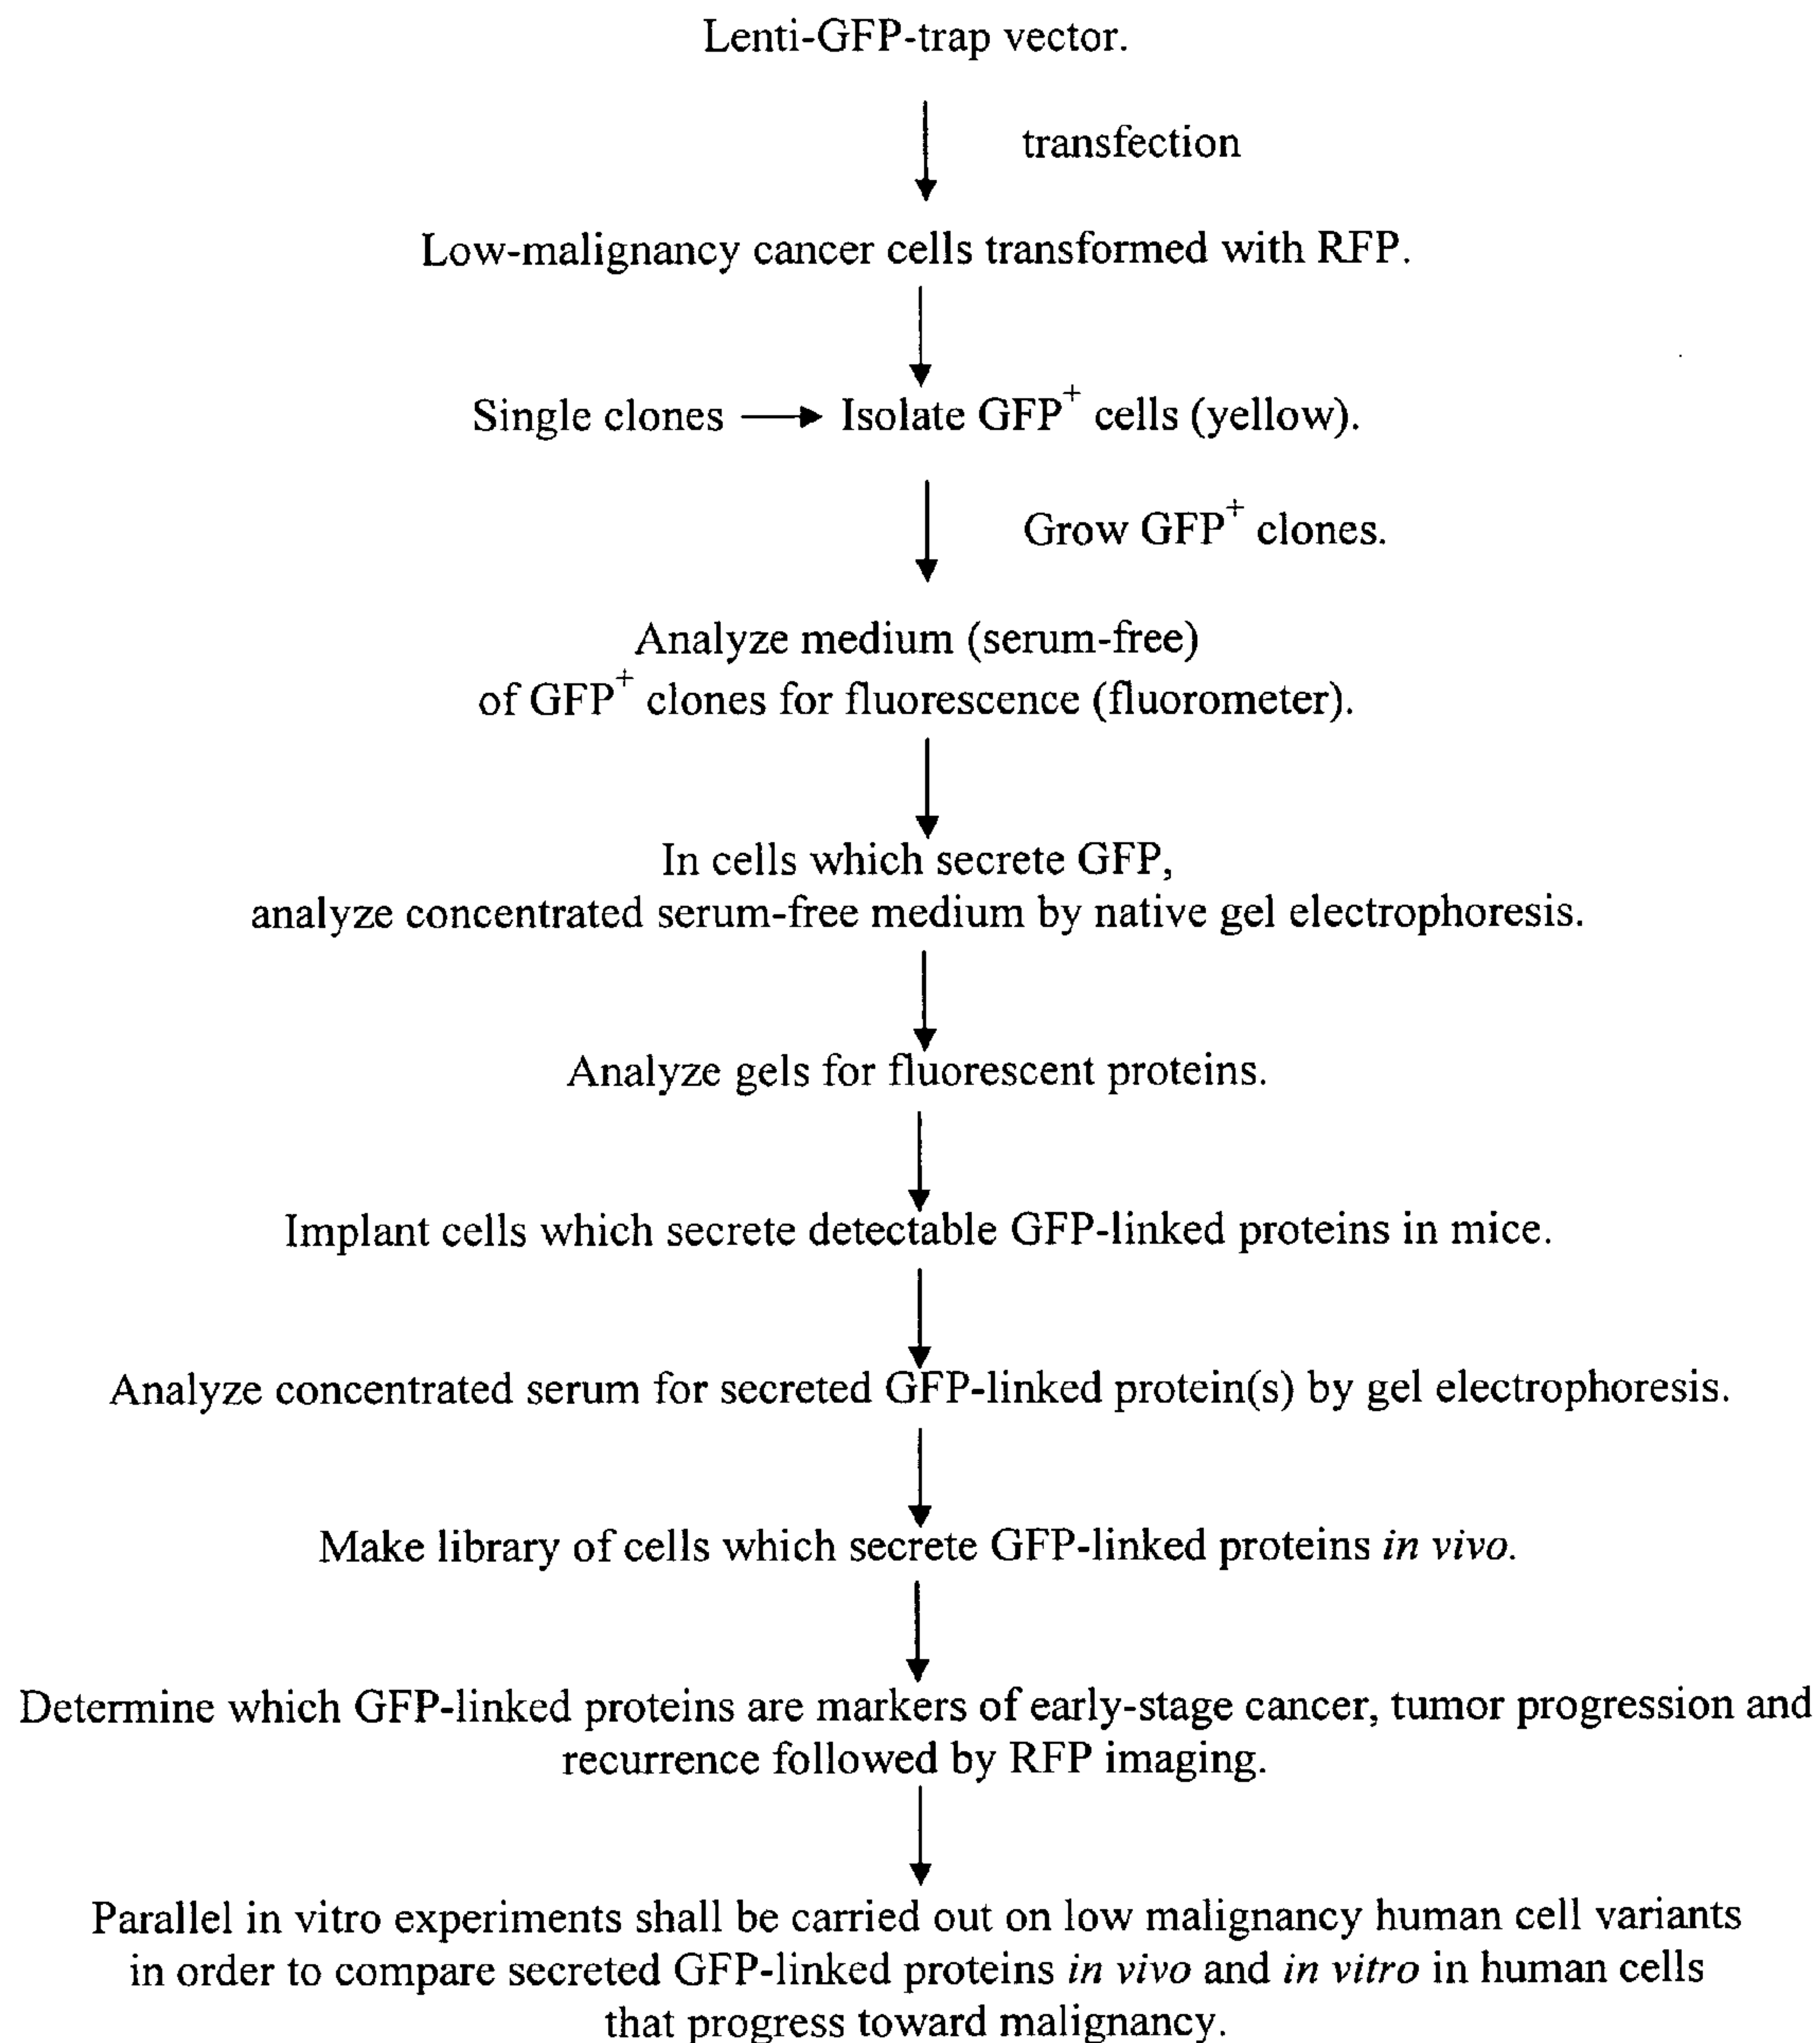 Lenti-GFP-trap vector.
transfection
Low-malignancy cancer cells transformed with RFP.
Single clones → Isolate GFP⁺ cells (yellow).
Grow GFP⁺ clones.
Analyze medium (serum-free)
of GFP⁺ clones for fluorescence (fluorometer).
In cells which secrete GFP,
analyze concentrated serum-free medium by native gel electrophoresis.
Analyze gels for fluorescent proteins.
Implant cells which secrete detectable GFP-linked proteins in mice.
Analyze concentrated serum for secreted GFP-linked protein(s) by gel electrophoresis.
Make library of cells which secrete GFP-linked proteins in vivo.
Determine which GFP-linked proteins are markers of early-stage cancer, tumor progression and
recurrence followed by RFP imaging.
Parallel in vitro experiments shall be carried out on low malignancy human cell variants
in order to compare secreted GFP-linked proteins in vivo and in vitro in human cells
that progress toward malignancy.